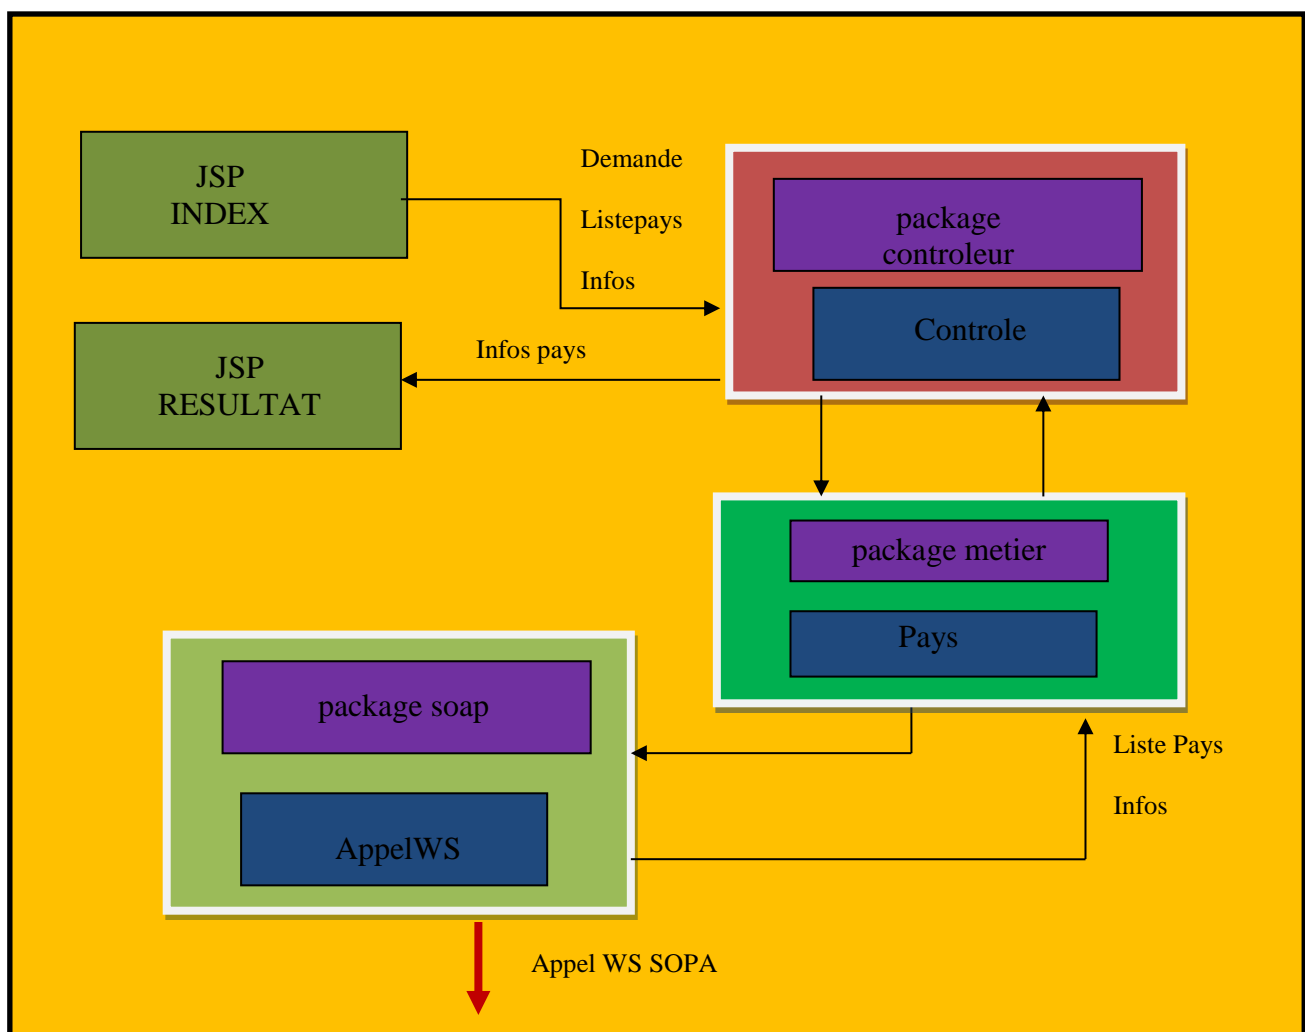 JSP
INDEX
Demande
Listepays
Infos
package
controleur
Controle
JSP
RESULTAT
Infos pays
package metier
Pays
package soap
AppelWS
Liste Pays
Infos
Appel WS SOPA